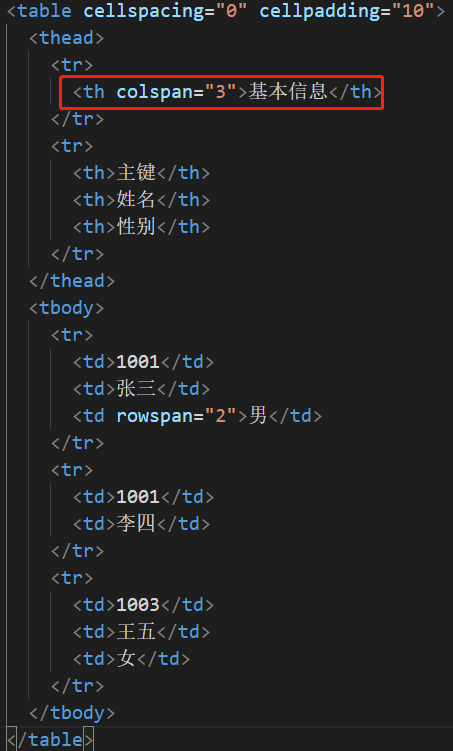 <table cellspacing="0" cellpadding="10">
<thead>
<tr>
<th colspan="3">基本信息</th>
</tr>
<tr>
<th>主键</th>
<th>姓名</th>
<th>性别</th>
</tr>
</thead>
<tbody>
<tr>
<td>1001</td>
<td>张三</td>
<td rowspan="2">男</td>
</tr>
<tr>
<td>1001</td>
<td>李四</td>
</tr>
<tr>
<td>1003</td>
<td>王五</td>
<td>女</td>
</tr>
</tbody>
</table>